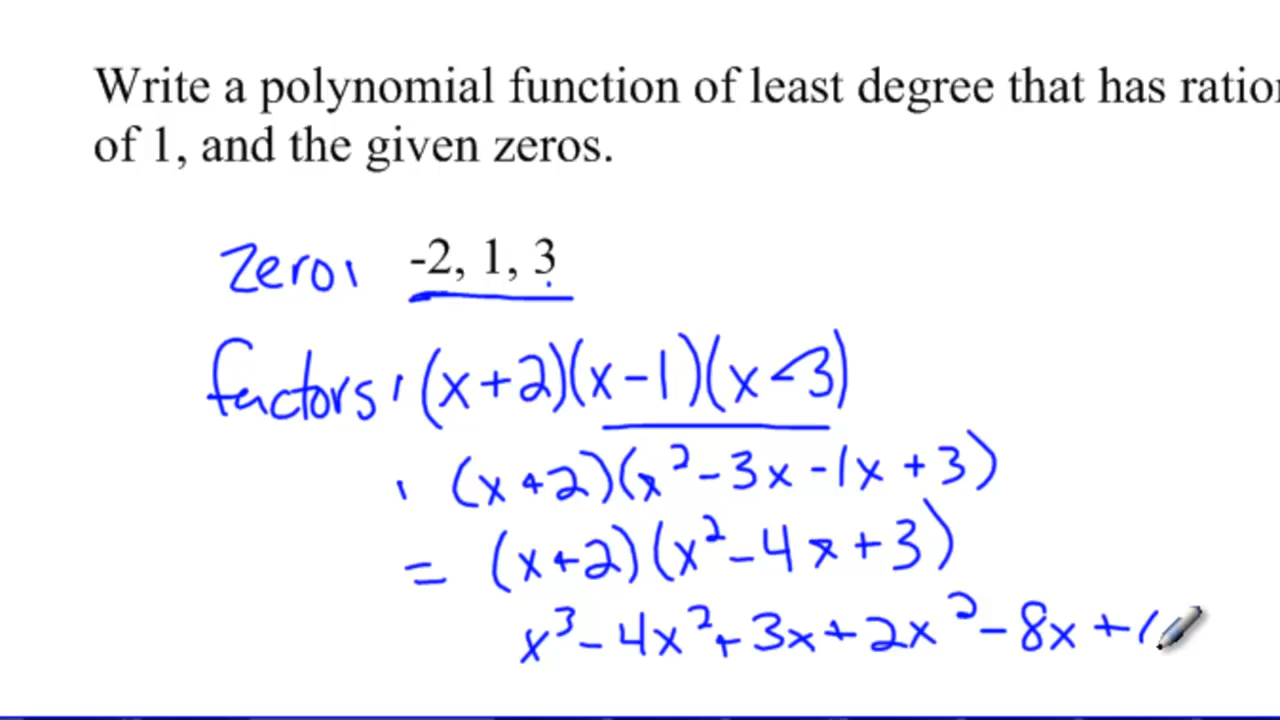 Write a polynomial function of least degree that has ration
of 1, and the given zeros.
Zero: -2, 1, 3
factors: (x+2)(x-1)(x-3)
(x+2)(x²-3x-1x+3)
= (x+2)(x²-4x+3)
x³-4x²+3x+2x²-8x+